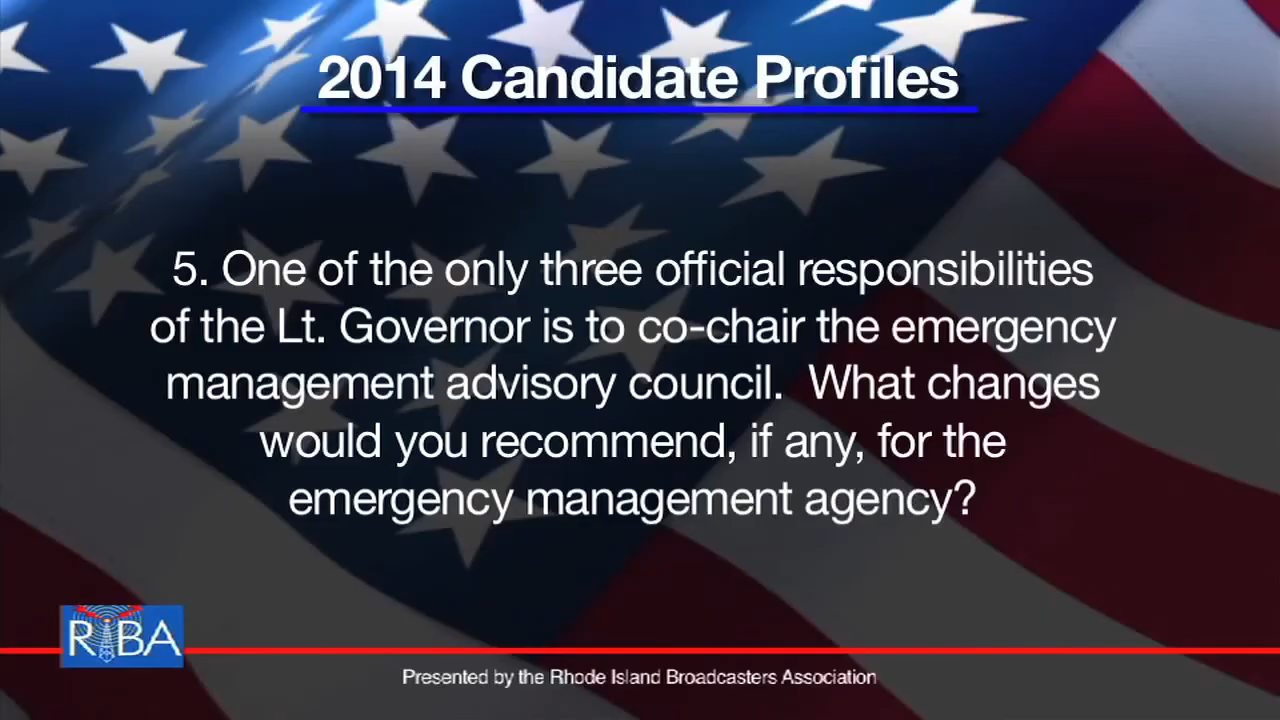 2014 Candidate Profiles
5. One of the only three official responsibilities
of the Lt. Governor is to co-chair the emergency
management advisory council.  What changes
would you recommend, if any, for the
emergency management agency?
RIBA
Presented by the Rhode Island Broadcasters Association